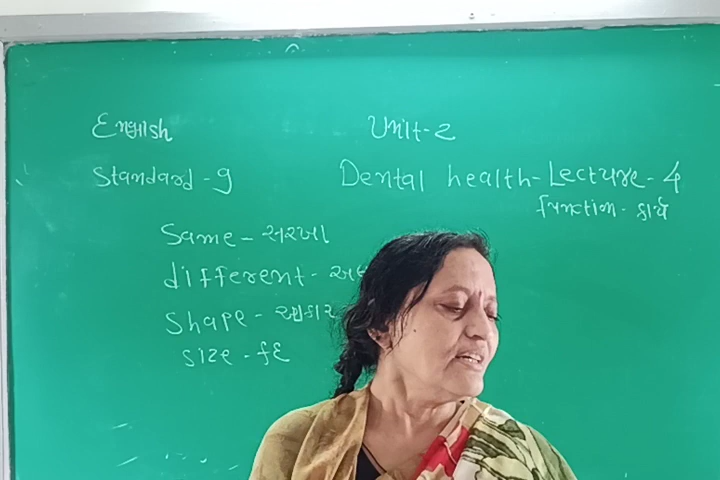 English
Unit-2
Standard-9
Dental health-Lecture-4
function-કાર્ય
Same-સરખા
different-
Shape-આકાર
size-કદ